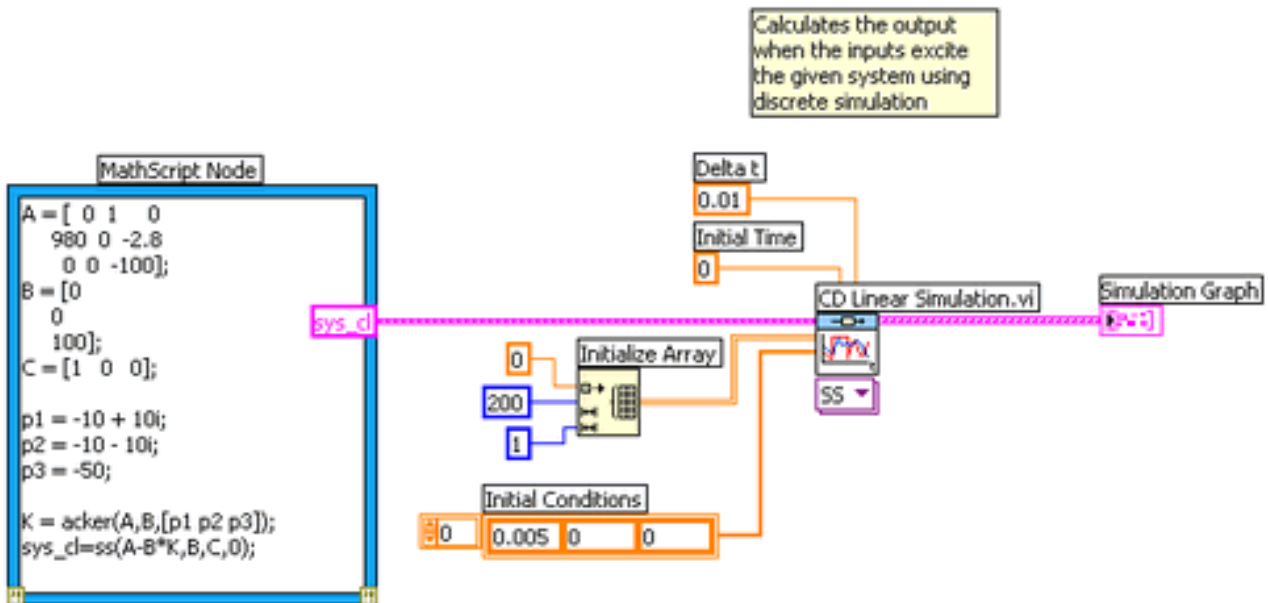 Calculates the output
when the inputs excite
the given system using
discrete simulation
MathScript Node
A = [ 0 1 0
980 0 -2.8
0 0 -100];
B = [0
0
100];
C = [1 0 0];
p1 = -10 + 10i;
p2 = -10 - 10i;
p3 = -50;
K = acker(A,B,[p1 p2 p3]);
sys_cl=ss(A-B*K,B,C,0);
sys_cl
Delta t
0.01
Initial Time
0
CD Linear Simulation.vi
SS
Simulation Graph
Initialize Array
0
200
1
Initial Conditions
0 0.005 0 0